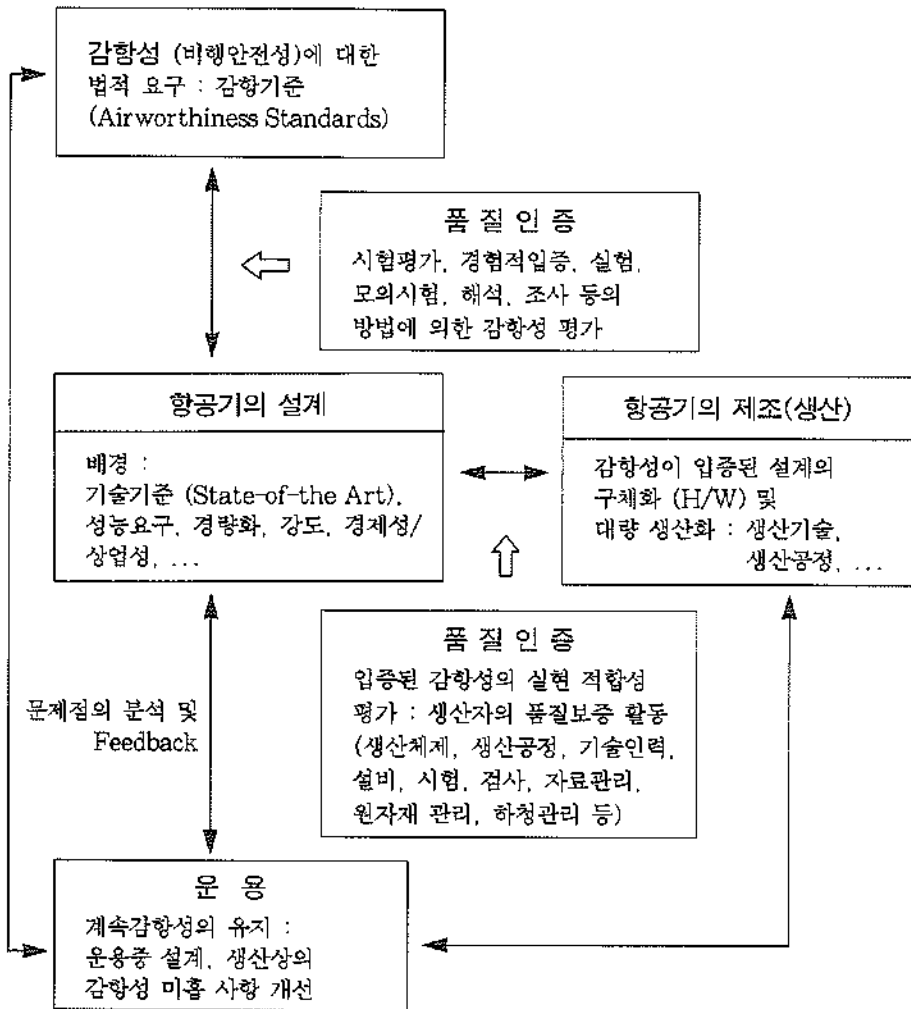 감항성 (비행안전성)에 대한
법적 요구 : 감항기준
(Airworthiness Standards)
품 질 인 증
시험평가, 경험적입증, 실험,
모의시험, 해석, 조사 등의
방법에 의한 감항성 평가
항공기의 설계
배경 :
기술기준 (State-of-the Art),
성능요구, 경량화, 강도, 경제성/
상업성, ...
항공기의 제조(생산)
감항성이 입증된 설계의
구체화 (H/W) 및
대량 생산화 : 생산기술,
생산공정, ...
품 질 인 증
입증된 감항성의 실현 적합성
평가 : 생산자의 품질보증 활동
(생산체제, 생산공정, 기술인력,
설비, 시험, 검사, 자료관리,
원자재 관리, 하청관리 등)
문제점의 분석 및
Feedback
운 용
계속감항성의 유지 :
운용중 설계, 생산상의
감항성 미흡 사항 개선